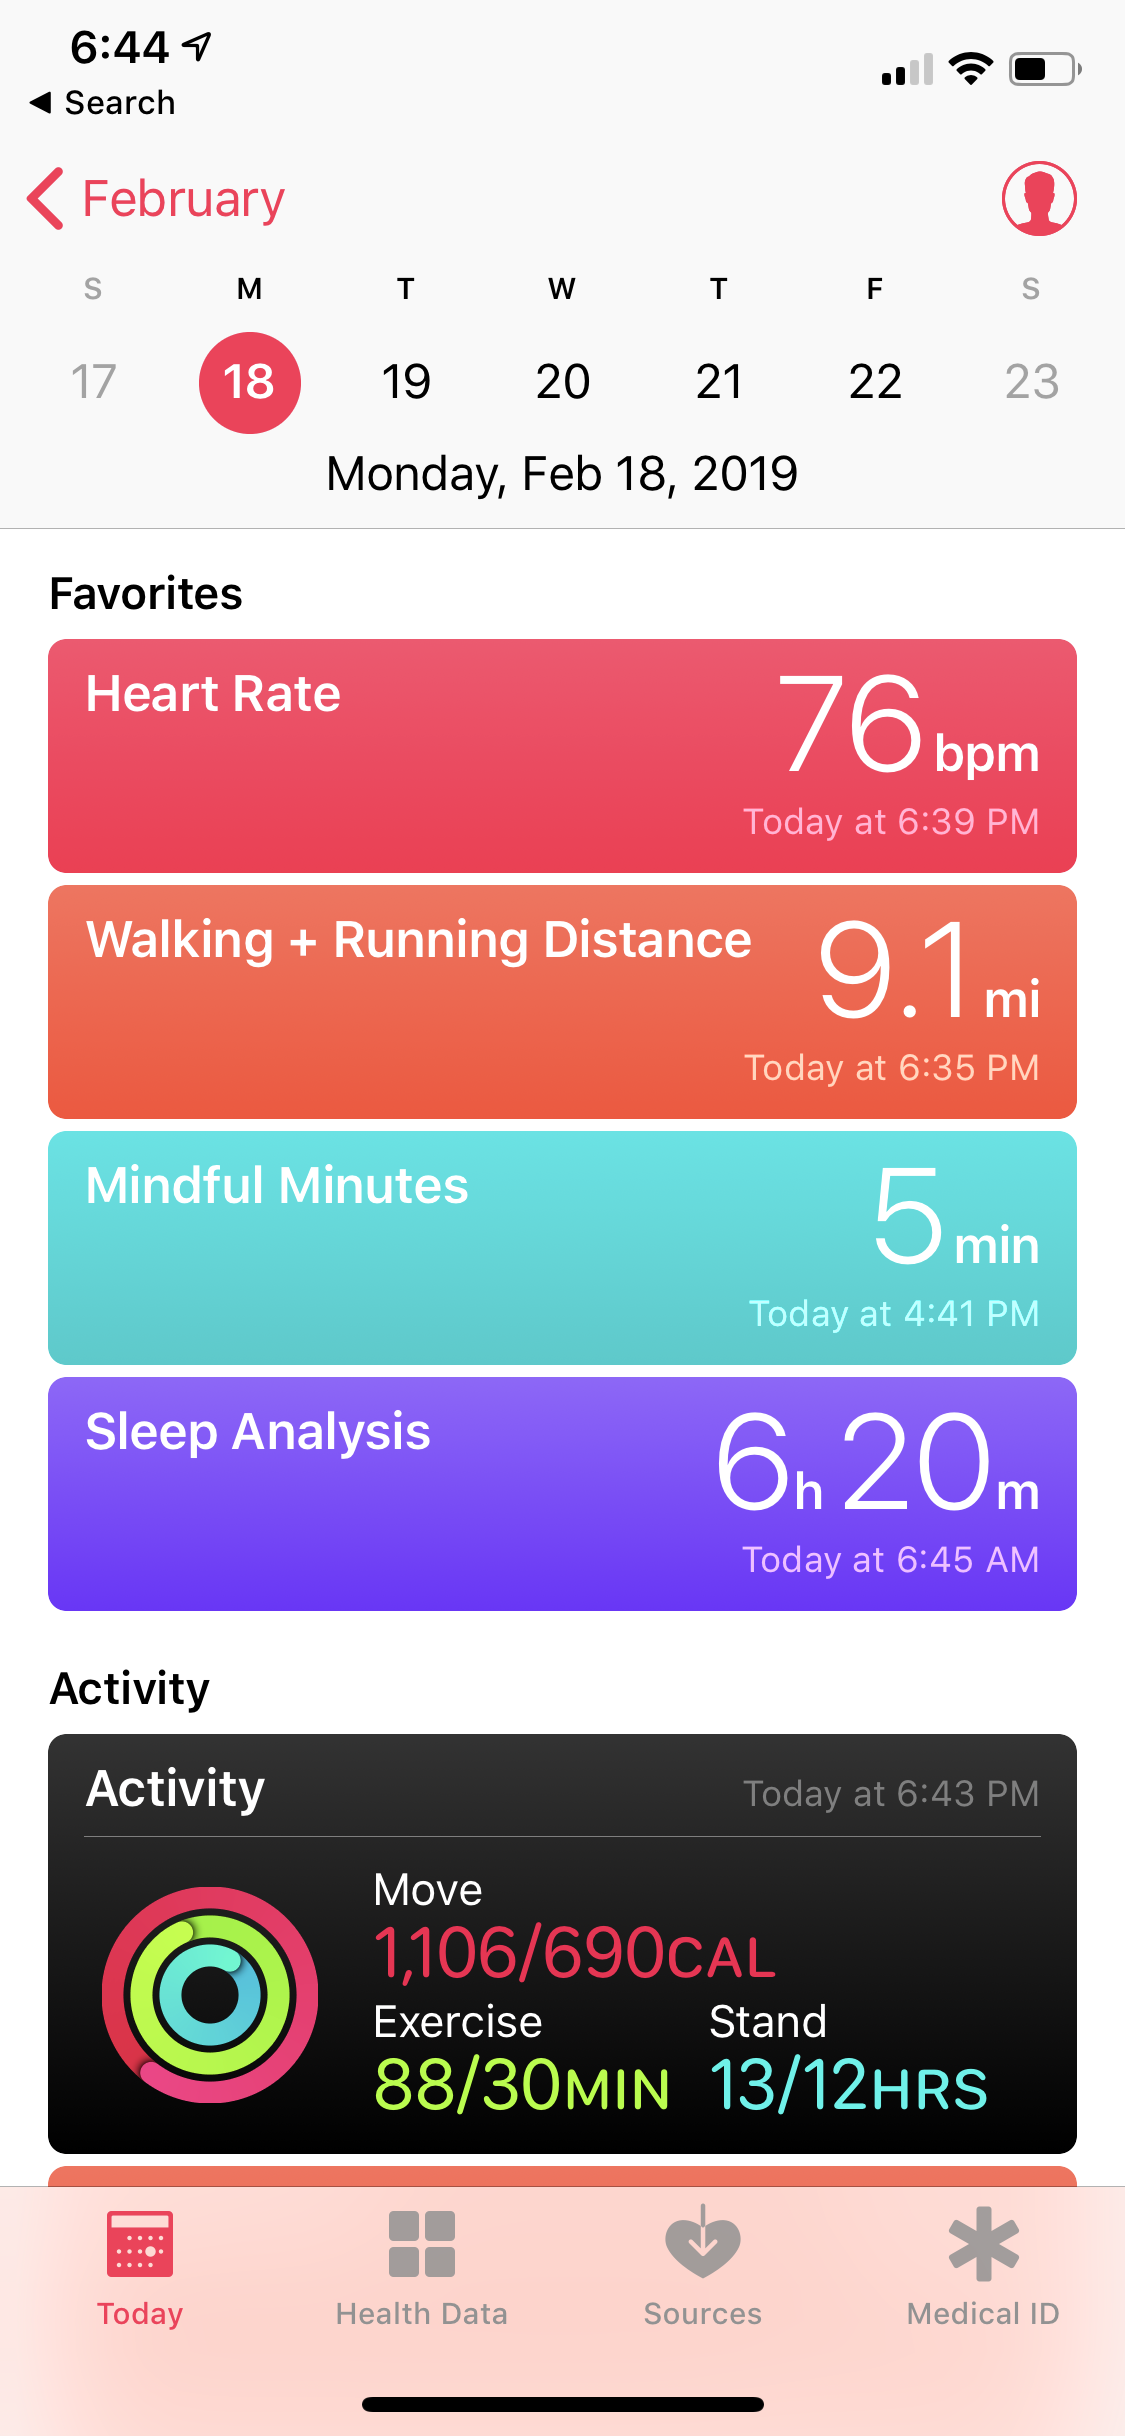 6:44
◀ Search
February
S M T W T F S
17 18 19 20 21 22 23
Monday, Feb 18, 2019
Favorites
Heart Rate
76 bpm
Today at 6:39 PM
Walking + Running Distance
9.1 mi
Today at 6:35 PM
Mindful Minutes
5 min
Today at 4:41 PM
Sleep Analysis
6h 20m
Today at 6:45 AM
Activity
Activity
Today at 6:43 PM
Move
1,106/690CAL
Exercise Stand
88/30MIN 13/12HRS
Today Health Data Sources Medical ID